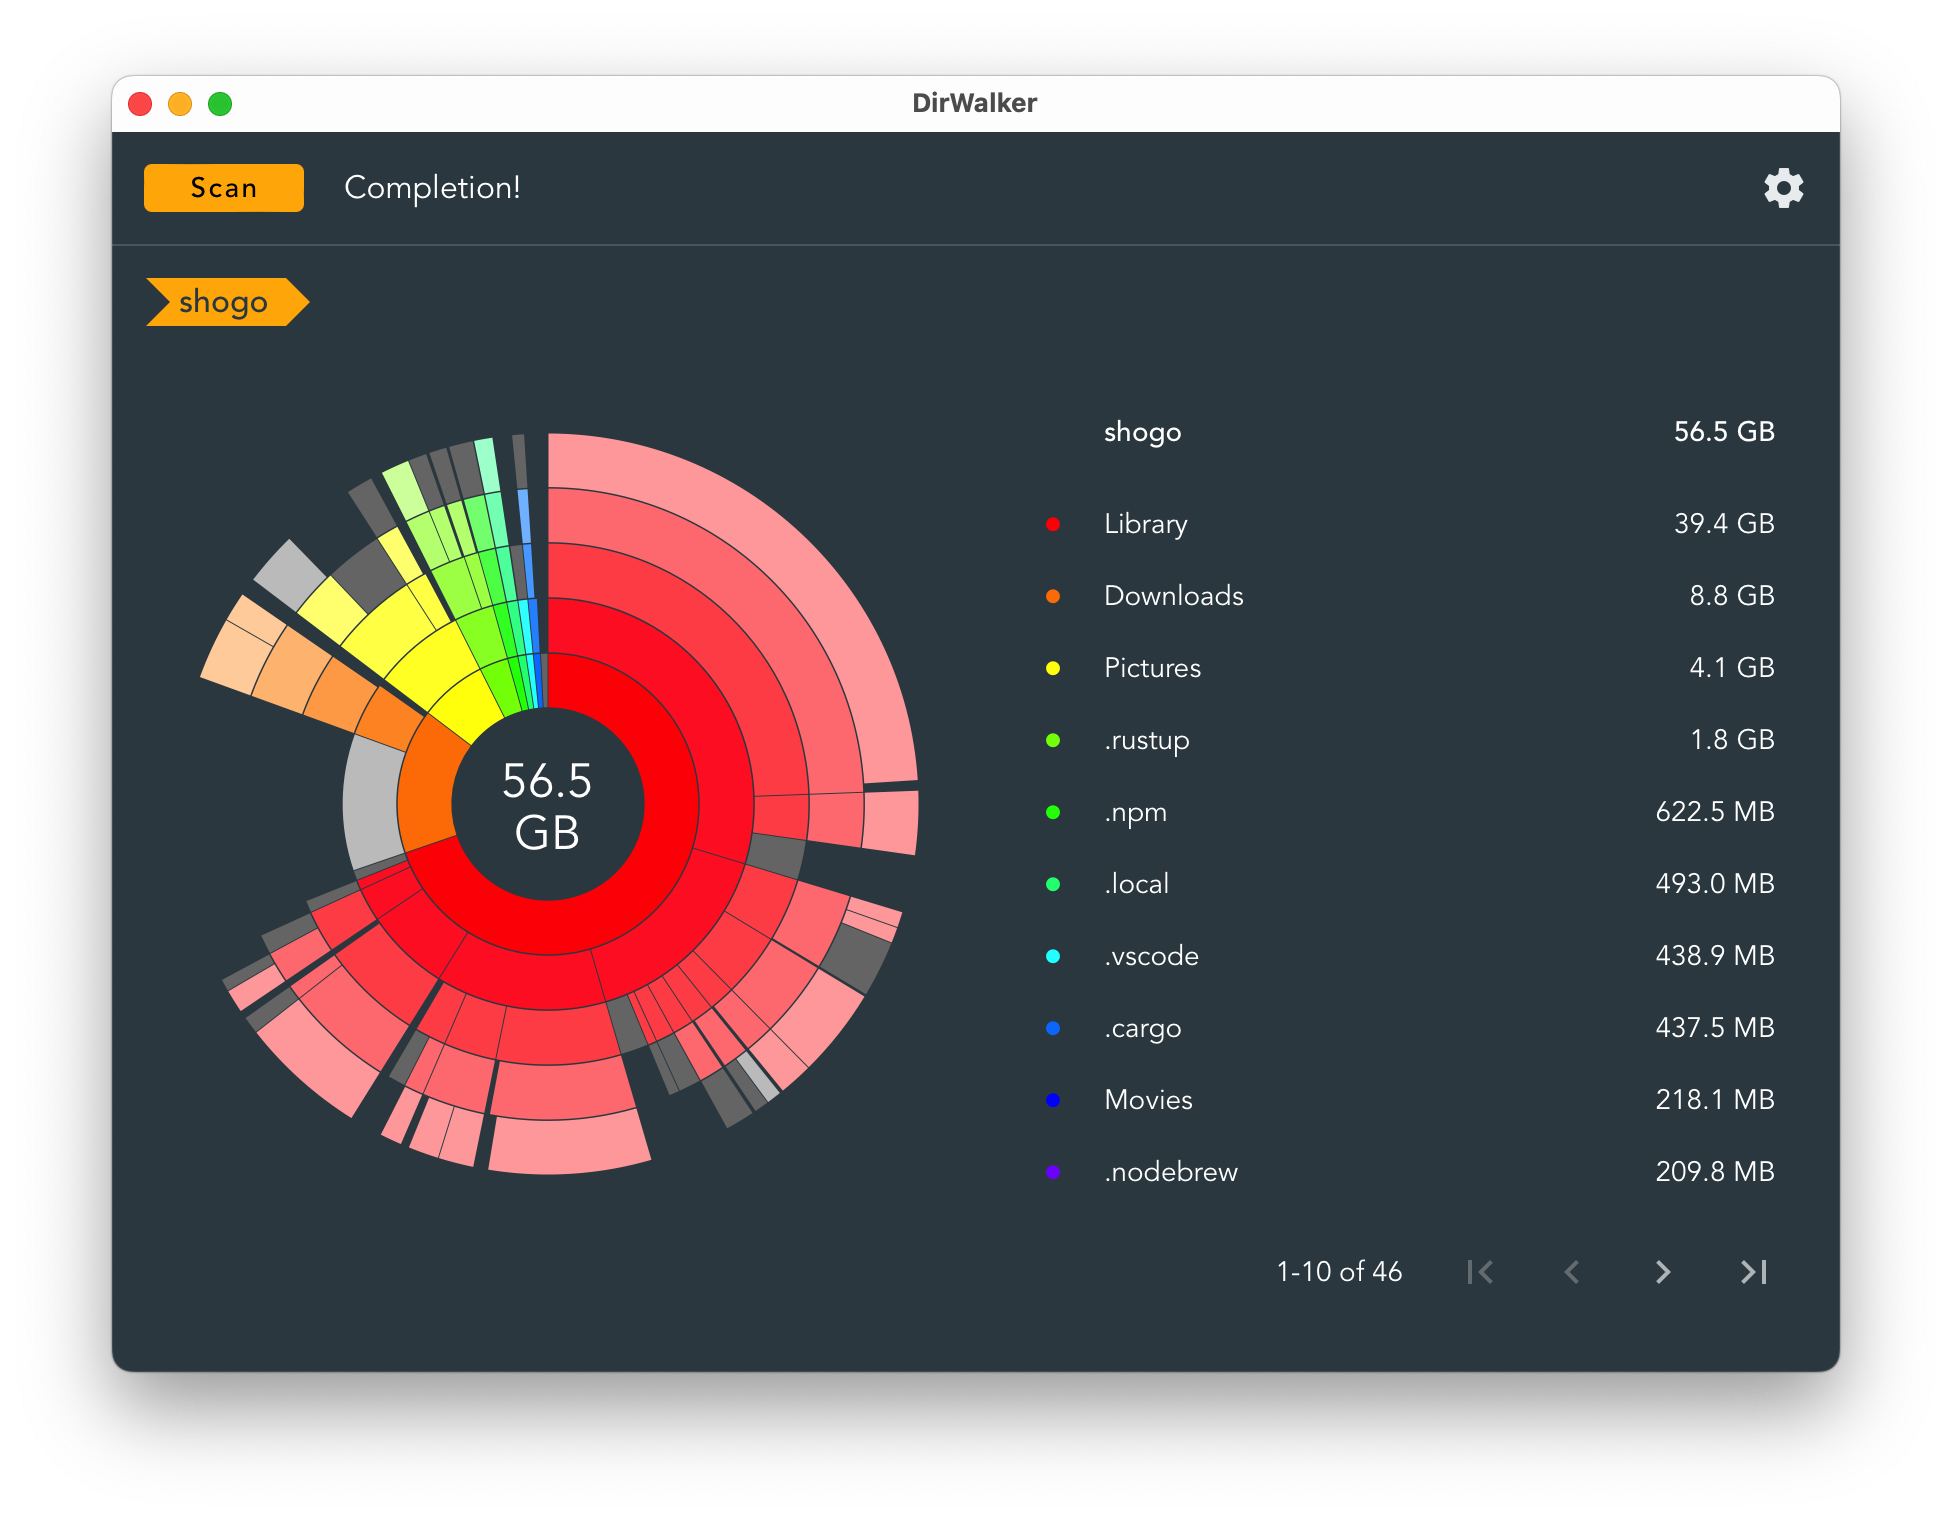 DirWalker
Scan Completion!
shogo
56.5
GB
shogo 56.5 GB
Library 39.4 GB
Downloads 8.8 GB
Pictures 4.1 GB
.rustup 1.8 GB
.npm 622.5 MB
.local 493.0 MB
.vscode 438.9 MB
.cargo 437.5 MB
Movies 218.1 MB
.nodebrew 209.8 MB
1-10 of 46